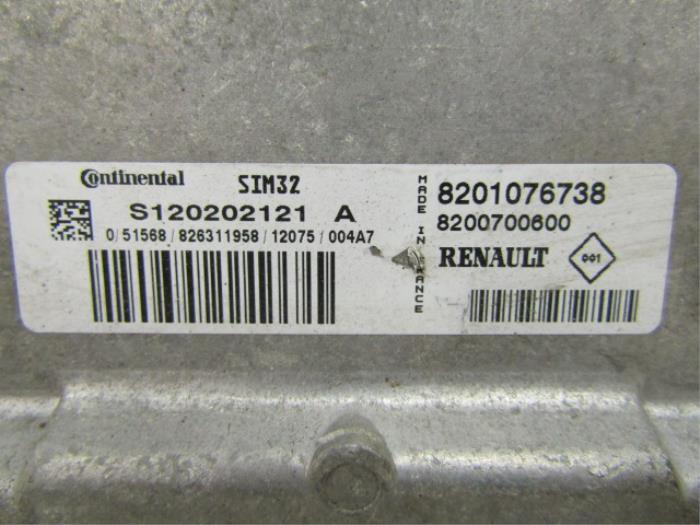 Continental SIM32
S120202121 A
0/51568/826311958/12075/004A7
MADE IN FRANCE
8201076738
8200700600
RENAULT 001